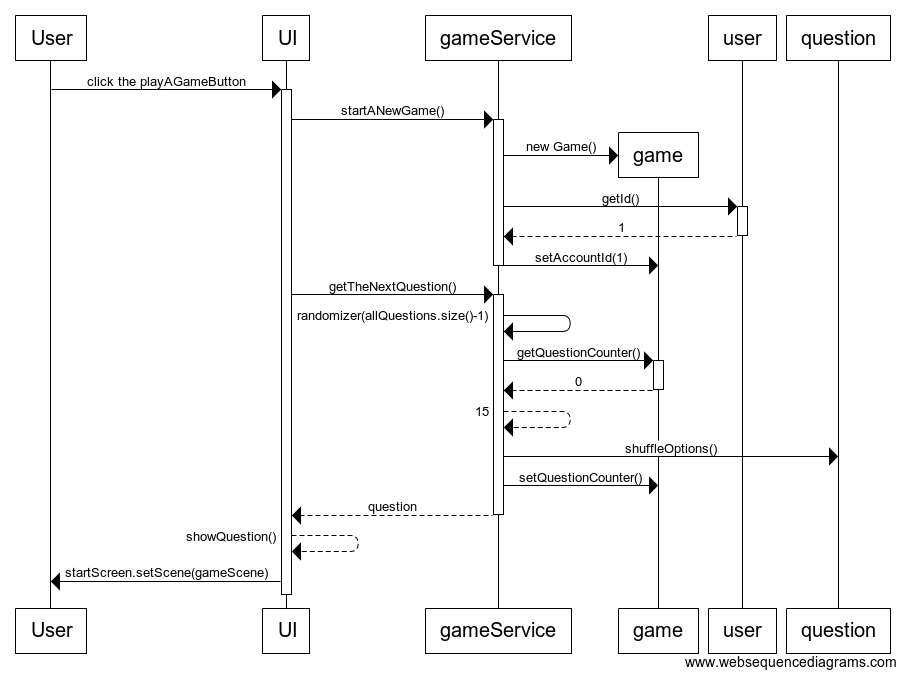 User
UI
gameService
user
question
click the playAGameButton
startANewGame()
new Game()
game
getId()
1
setAccountId(1)
getTheNextQuestion()
randomizer(allQuestions.size()-1)
getQuestionCounter()
0
15
shuffleOptions()
setQuestionCounter()
question
showQuestion()
startScreen.setScene(gameScene)
User
UI
gameService
game
user
question
www.websequencediagrams.com